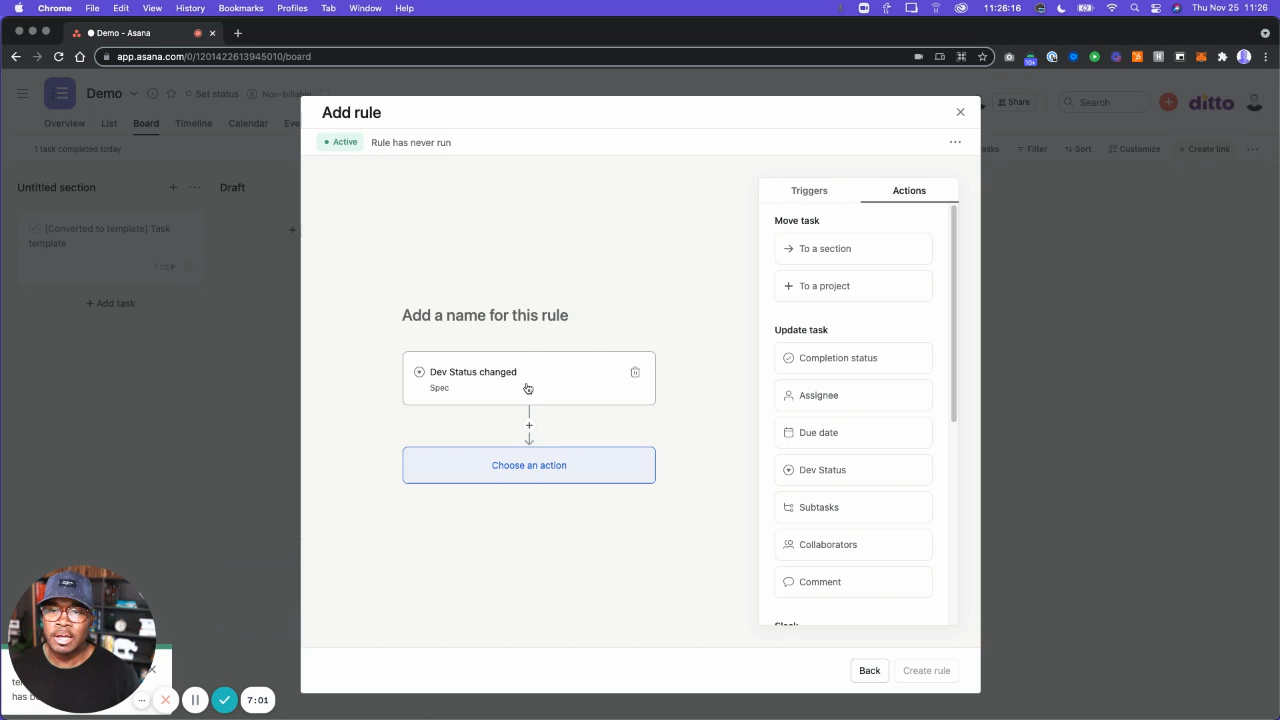 Chrome File Edit View History Bookmarks Profiles Tab Window Help
11:26:16
Thu Nov 25 11:26
Demo - Asana
app.asana.com/0/1201422613945010/board
10+
Demo
Set status
Non-billable
Share
Search
ditto
Overview List Board Timeline Calendar
1 task completed today
Filter Sort Customize Create link
Untitled section
Draft
[Converted to template] Task
template
+ Add task
Add rule
Active Rule has never run
Triggers Actions
Move task
To a section
To a project
Update task
Completion status
Assignee
Due date
Dev Status
Subtasks
Collaborators
Comment
Slack
Add a name for this rule
Dev Status changed
Spec
Choose an action
Back Create rule
7:01